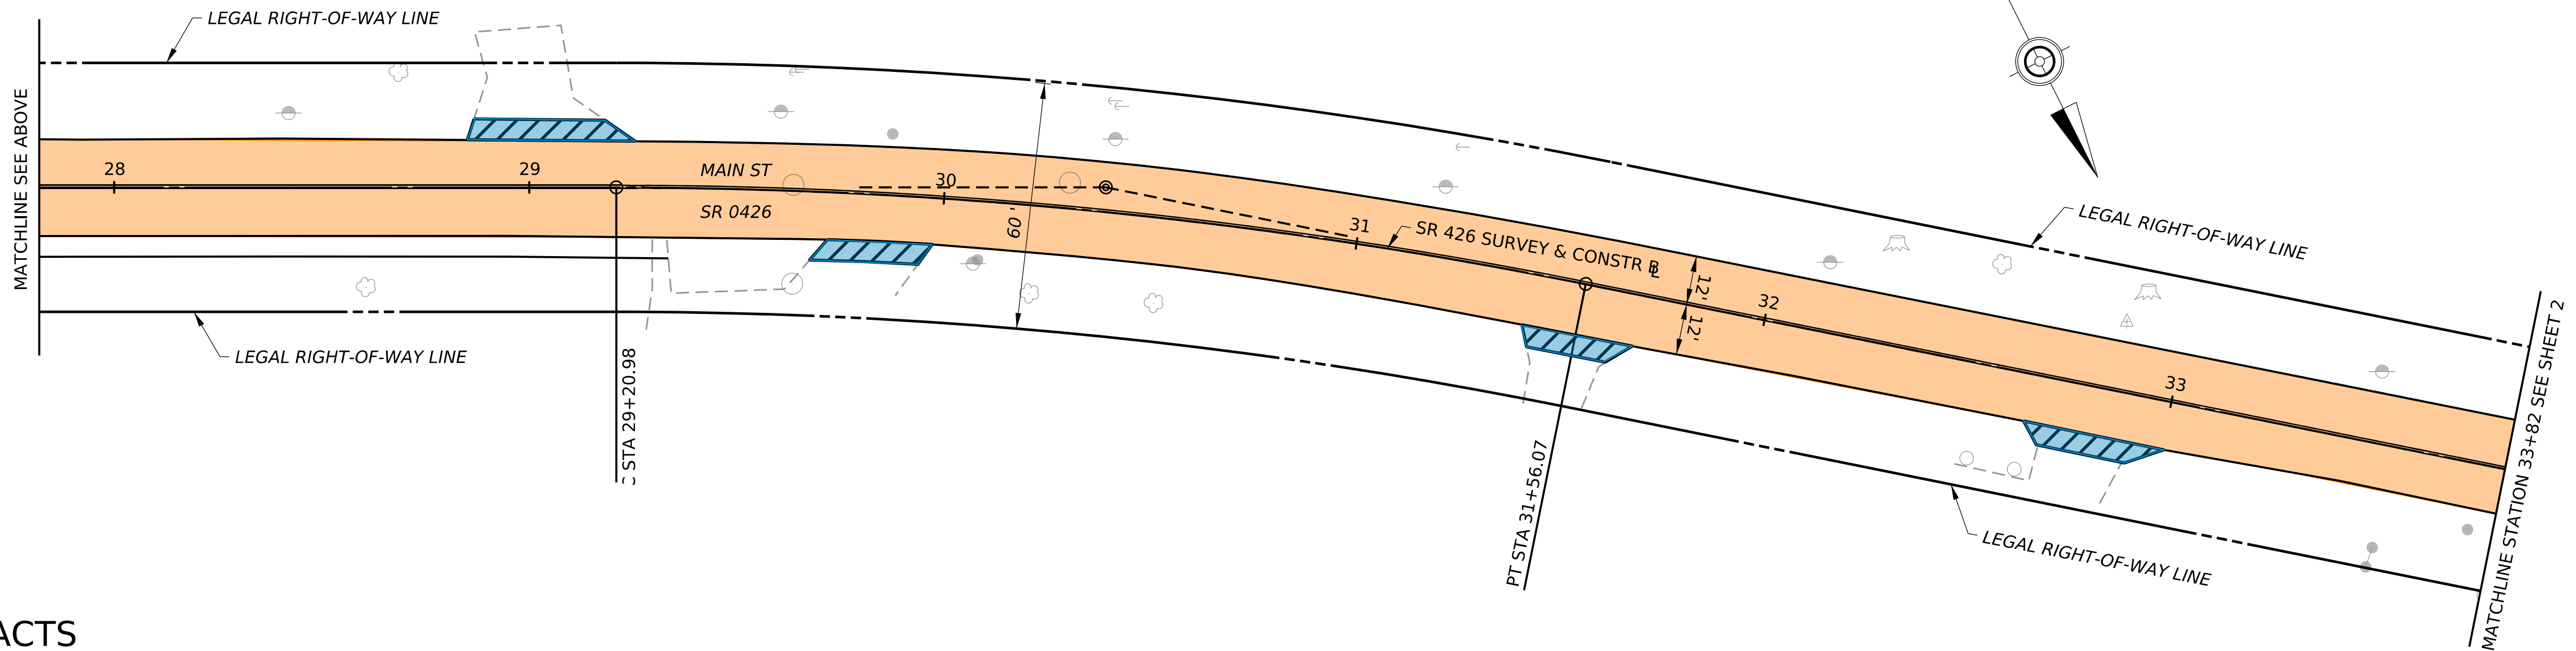 LEGAL RIGHT-OF-WAY LINE
MATCHLINE SEE ABOVE
28
29
MAIN ST
30
SR 0426
60'
31
SR 426 SURVEY & CONSTR BL
12'
12'
32
LEGAL RIGHT-OF-WAY LINE
33
MATCHLINE STATION 33+82 SEE SHEET 2
LEGAL RIGHT-OF-WAY LINE
C STA 29+20.98
PT STA 31+56.07
LEGAL RIGHT-OF-WAY LINE
ACTS